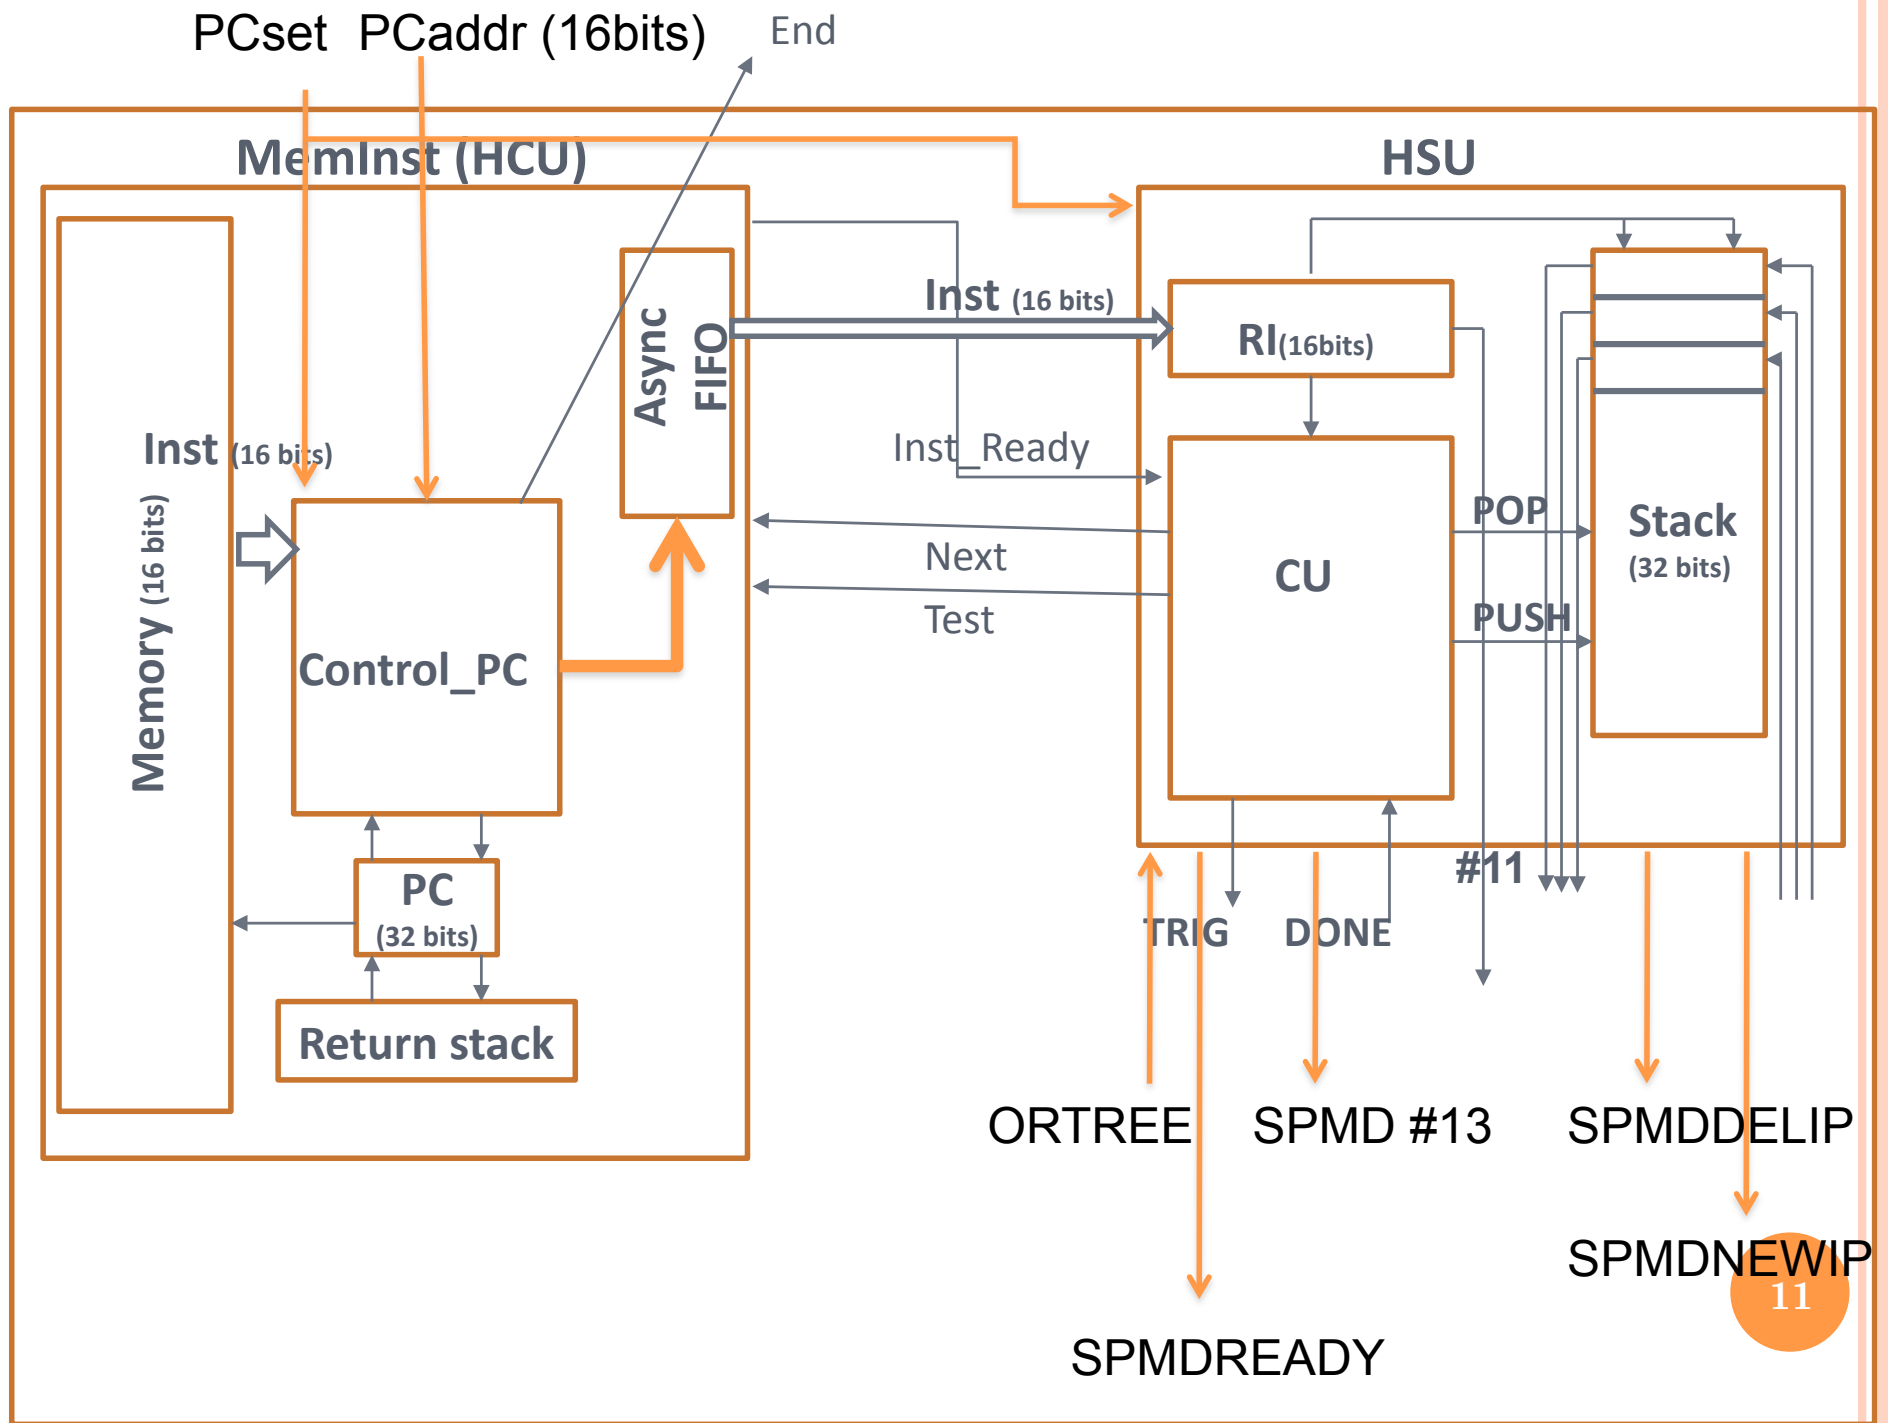 PCset PCaddr (16bits) End
MemInst (HCU) HSU
Inst (16 bits)
Async
FIFO
RI(16bits)
Inst (16 bits)
Inst_Ready
Memory (16 bits)
POP
Stack
(32 bits)
Next
CU
Test
PUSH
Control_PC
PC
(32 bits)
#11
TRIG DONE
Return stack
ORTREE SPMD #13 SPMDDELIP
SPMDNEWIP
11
SPMDREADY